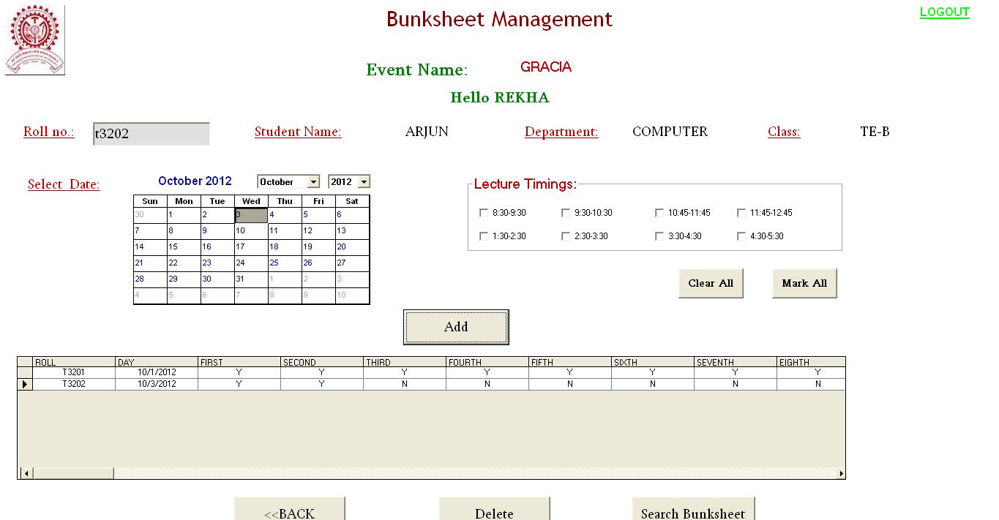 Bunksheet Management
LOGOUT
Event Name: GRACIA
Hello REKHA
Roll no.: t3202 Student Name: ARJUN Department: COMPUTER Class: TE-B
Select Date:
October 2012 October 2012
Sun Mon Tue Wed Thu Fri Sat
30 1 2 3 4 5 6
7 8 9 10 11 12 13
14 15 16 17 18 19 20
21 22 23 24 25 26 27
28 29 30 31 1 2 3
4 5 6 7 8 9 10
Lecture Timings:
8:30-9:30 9:30-10:30 10:45-11:45 11:45-12:45
1:30-2:30 2:30-3:30 3:30-4:30 4:30-5:30
Clear All Mark All
Add
ROLL DAY FIRST SECOND THIRD FOURTH FIFTH SIXTH SEVENTH EIGHTH
T3201 10/1/2012 Y Y Y Y Y Y Y Y
T3202 10/3/2012 Y Y N N N N N N
<<BACK Delete Search Bunksheet